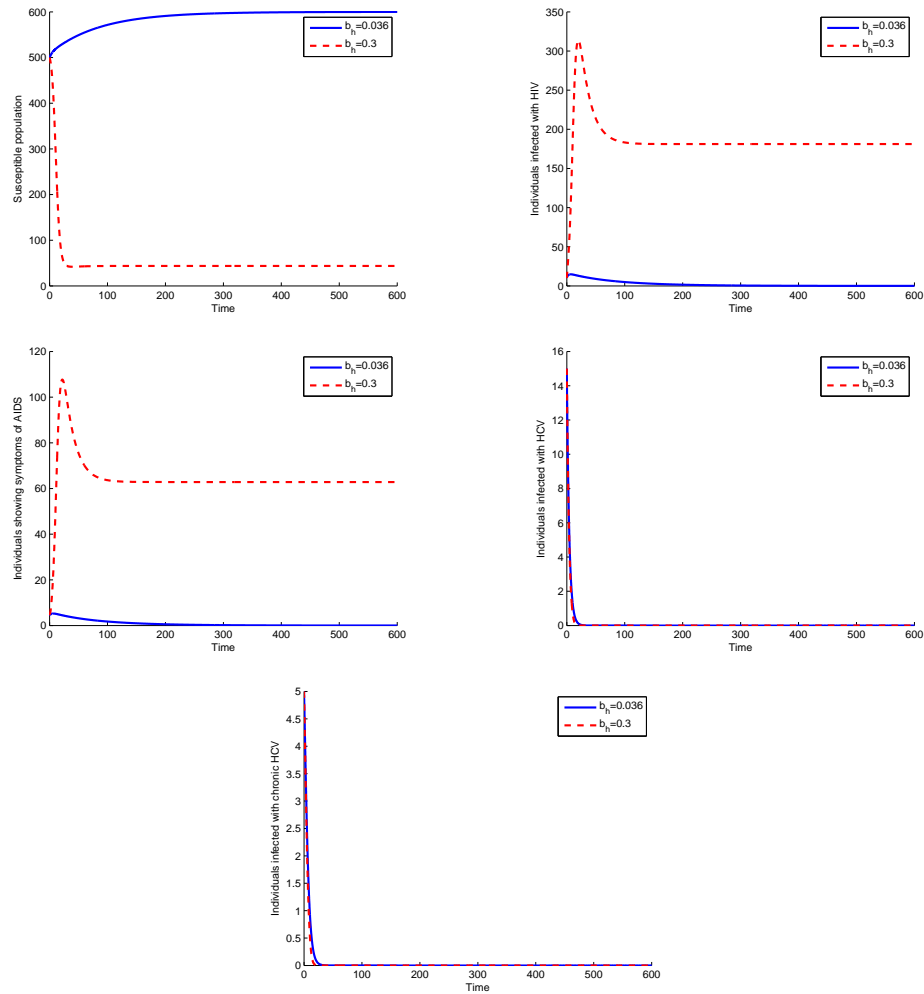 600
500
400
300
200
100
0
0 100 200 300 400 500 600
Susceptible population
Time
b_h=0.036
b_h=0.3
350
300
250
200
150
100
50
0
0 100 200 300 400 500 600
Individuals infected with HIV
Time
b_h=0.036
b_h=0.3
120
100
80
60
40
20
0
0 100 200 300 400 500 600
Individuals showing symptoms of AIDS
Time
b_h=0.036
b_h=0.3
16
14
12
10
8
6
4
2
0
0 100 200 300 400 500 600
Individuals infected with HCV
Time
b_h=0.036
b_h=0.3
5
4.5
4
3.5
3
2.5
2
1.5
1
0.5
0
0 100 200 300 400 500 600
Individuals infected with chronic HCV
Time
b_h=0.036
b_h=0.3